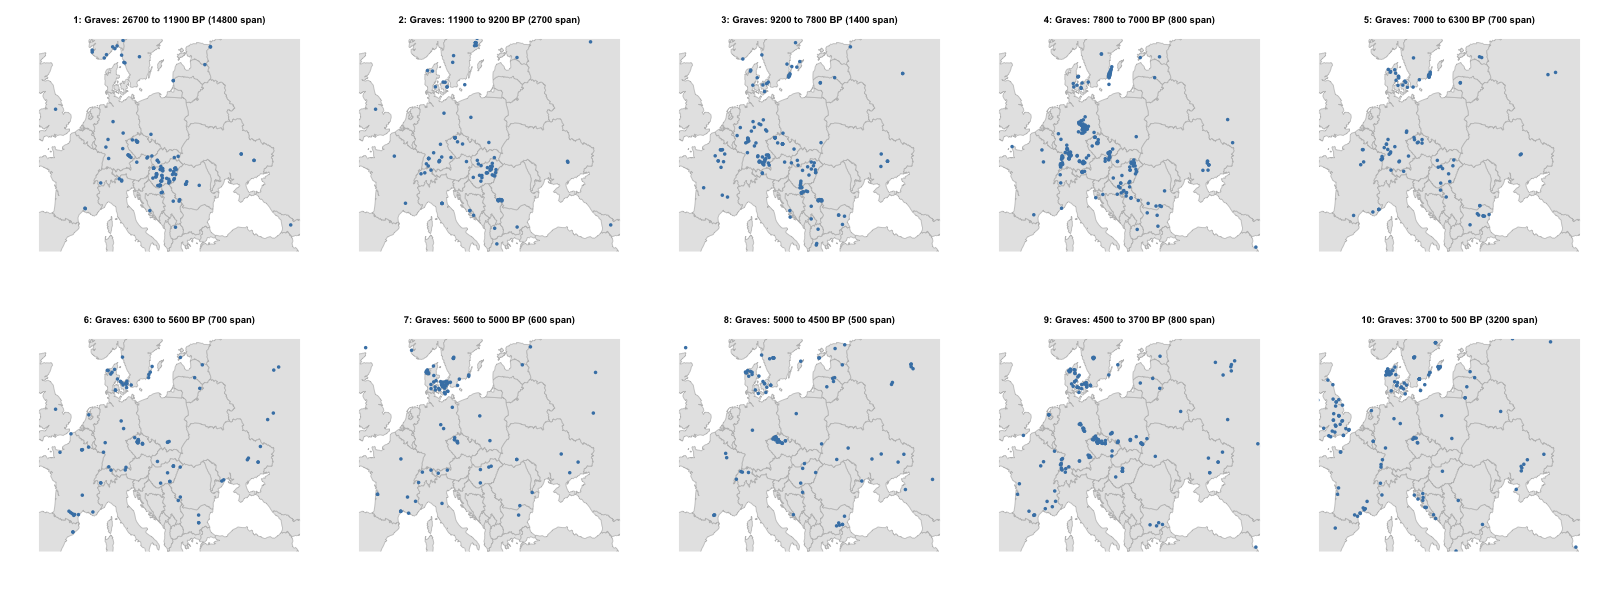 1: Graves: 26700 to 11900 BP (14800 span)
2: Graves: 11900 to 9200 BP (2700 span)
3: Graves: 9200 to 7800 BP (1400 span)
4: Graves: 7800 to 7000 BP (800 span)
5: Graves: 7000 to 6300 BP (700 span)
6: Graves: 6300 to 5600 BP (700 span)
7: Graves: 5600 to 5000 BP (600 span)
8: Graves: 5000 to 4500 BP (500 span)
9: Graves: 4500 to 3700 BP (800 span)
10: Graves: 3700 to 500 BP (3200 span)